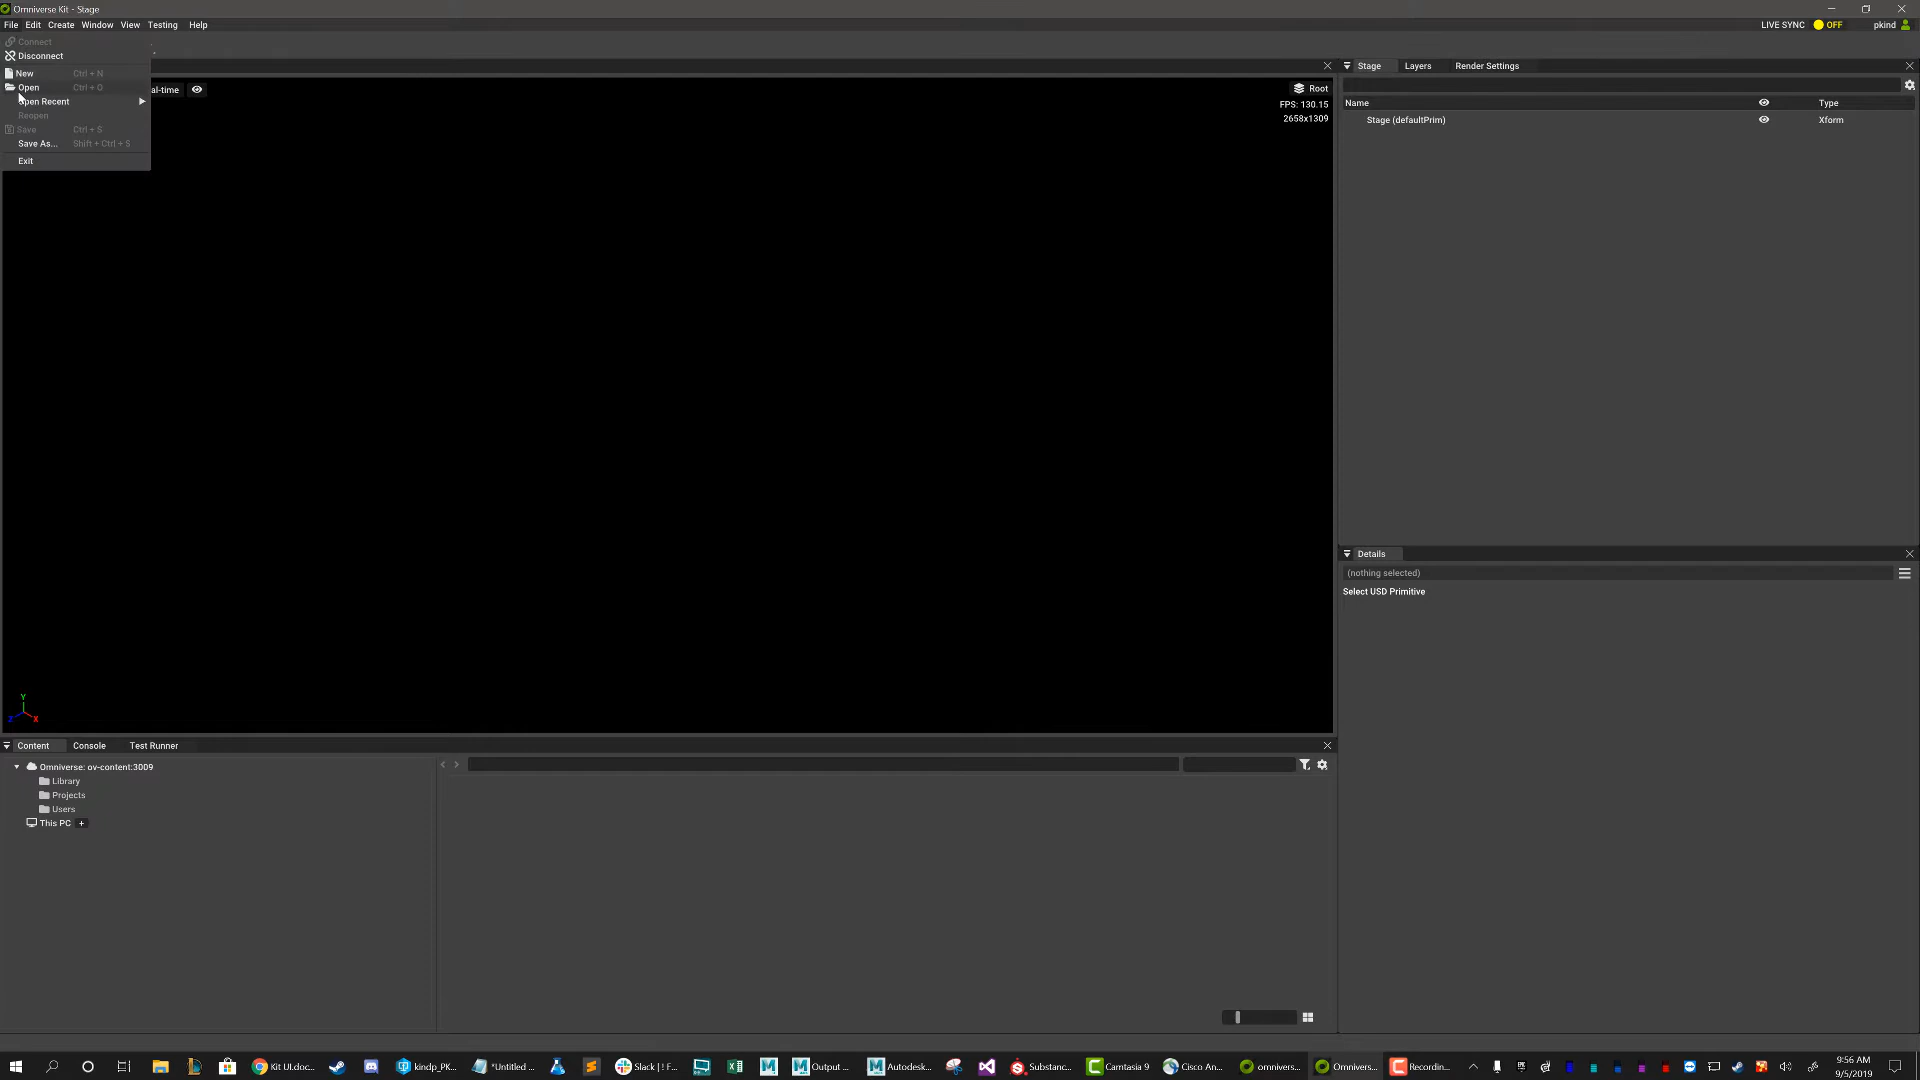 Omniverse Kit - Stage
File Edit Create Window View Testing Help
LIVE SYNC OFF pkind
Connect
Disconnect
New Ctrl + N
Open Ctrl + O
Open Recent
Reopen
Save Ctrl + S
Save As... Shift + Ctrl + S
Exit
al-time
Root
FPS: 130.15
2658x1309
Y
Z X
Stage Layers Render Settings
Name Type
Stage (defaultPrim) Xform
Details
(nothing selected)
Select USD Primitive
Content Console Test Runner
Omniverse: ov-content:3009
Library
Projects
Users
This PC +
Kit UI.doc...
kindp_PK...
*Untitled ...
Slack | ! F...
Output ...
Autodesk...
Substanc...
Camtasia 9
Cisco An...
omnivers...
Omnivers...
Recordin...
9:56 AM
9/5/2019